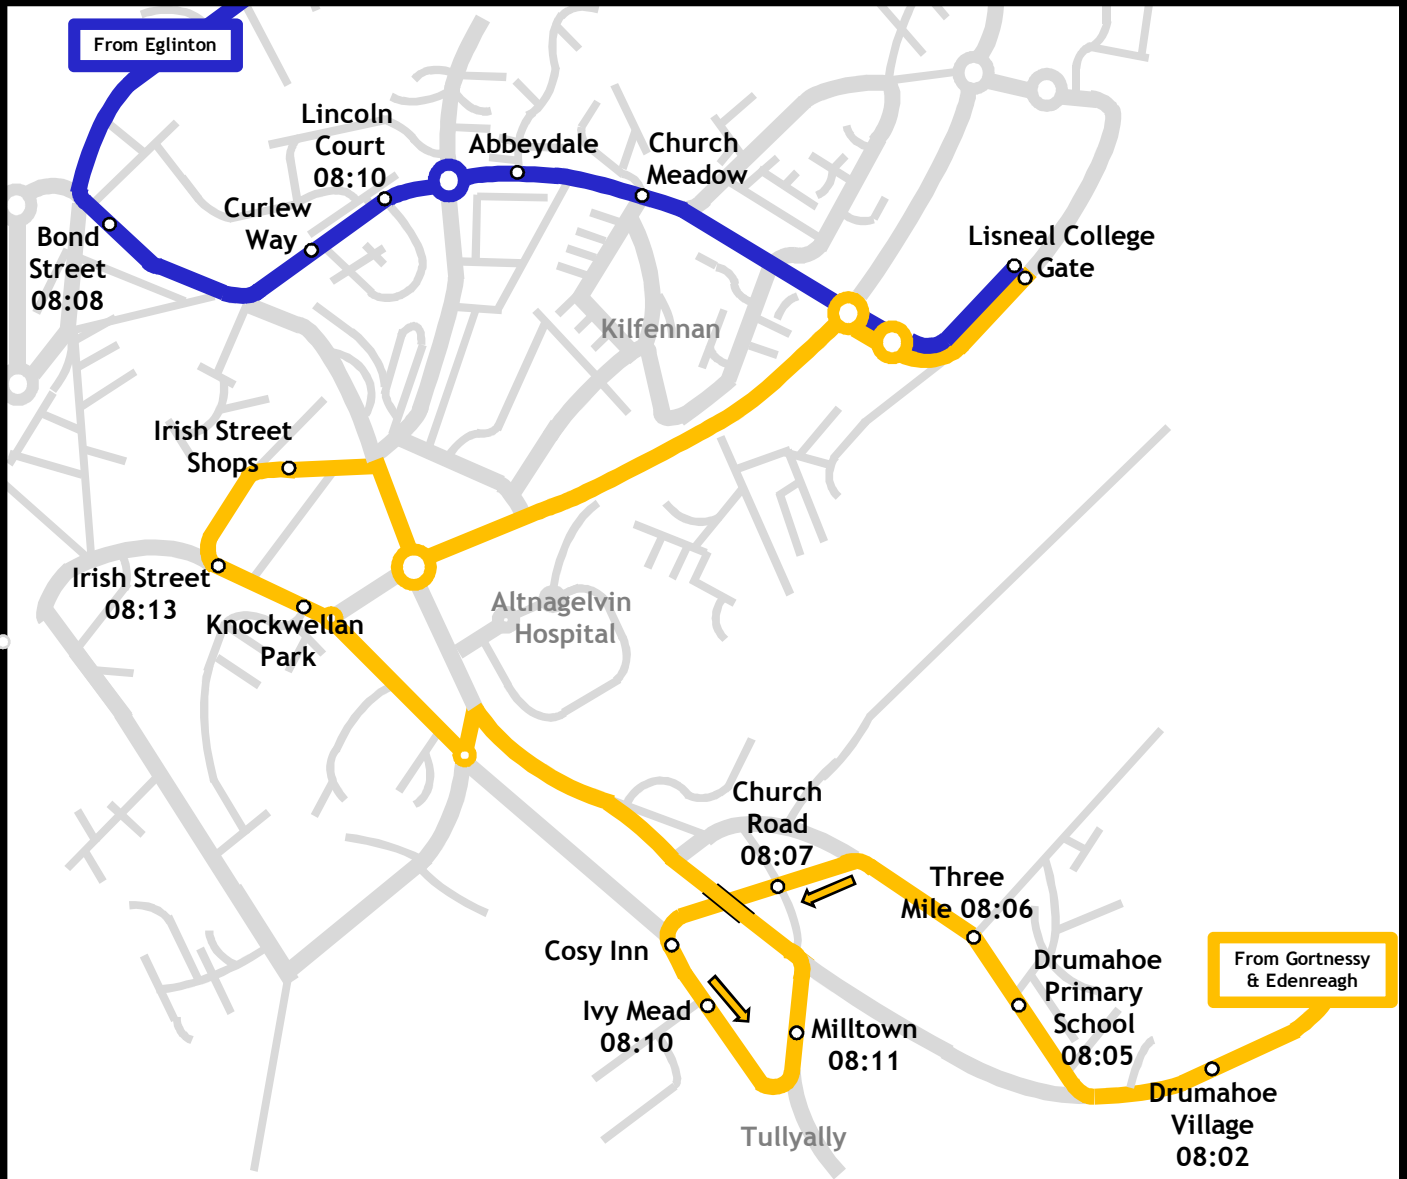 From Eglinton
Lincoln
Court
08:10
Abbeydale
Church
Meadow
Curlew
Way
Bond
Street
08:08
Lisneal College
Gate
Kilfennan
Irish Street
Shops
Irish Street
08:13
Knockwellan
Park
Altnagelvin
Hospital
Church
Road
08:07
Three
Mile 08:06
Cosy Inn
Drumahoe
Primary
School
08:05
From Gortnessy
& Edenreagh
Ivy Mead
08:10
Milltown
08:11
Drumahoe
Village
08:02
Tullyally